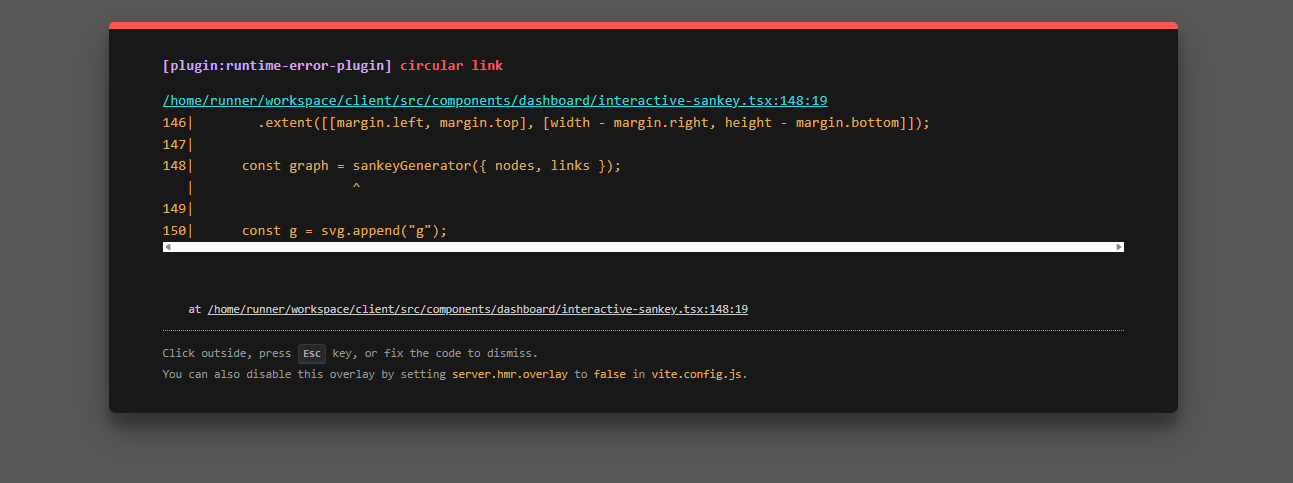 [plugin:runtime-error-plugin] circular link
/home/runner/workspace/client/src/components/dashboard/interactive-sankey.tsx:148:19
146|        .extent([[margin.left, margin.top], [width - margin.right, height - margin.bottom]]);
147|
148|      const graph = sankeyGenerator({ nodes, links });
   |                    ^
149|
150|      const g = svg.append("g");
at /home/runner/workspace/client/src/components/dashboard/interactive-sankey.tsx:148:19
Click outside, press Esc key, or fix the code to dismiss.
You can also disable this overlay by setting server.hmr.overlay to false in vite.config.js.